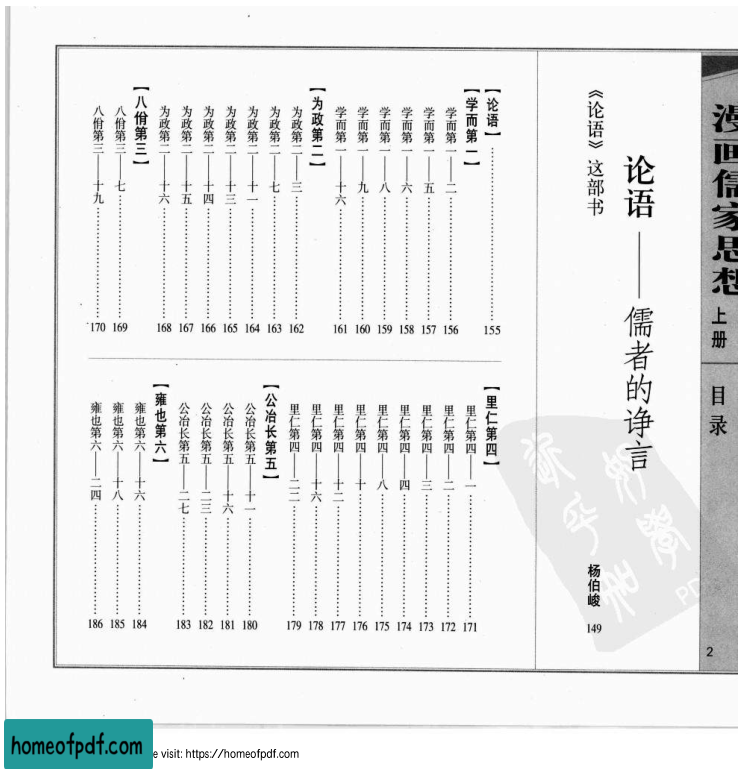 漫画儒家思想
上册
目录
2
论语——儒者的诤言
《论语》这部书
杨伯峻
149
【论语】 155
【学而第一】
学而第一——二 156
学而第一——五 157
学而第一——六 158
学而第一——八 159
学而第一——九 160
学而第一——十六 161
【为政第二】
为政第二——三 162
为政第二——七 163
为政第二——十一 164
为政第二——十三 165
为政第二——十四 166
为政第二——十五 167
为政第二——十六 168
【八佾第三】
八佾第三——七 169
八佾第三——十九 170
【里仁第四】
里仁第四——一 171
里仁第四——二 172
里仁第四——三 173
里仁第四——四 174
里仁第四——八 175
里仁第四——十 176
里仁第四——十二 177
里仁第四——十六 178
里仁第四——二二 179
【公冶长第五】
公冶长第五——十一 180
公冶长第五——十六 181
公冶长第五——二三 182
公冶长第五——二七 183
【雍也第六】
雍也第六——十六 184
雍也第六——十八 185
雍也第六——二四 186
homeofpdf.com
e visit: https://homeofpdf.com